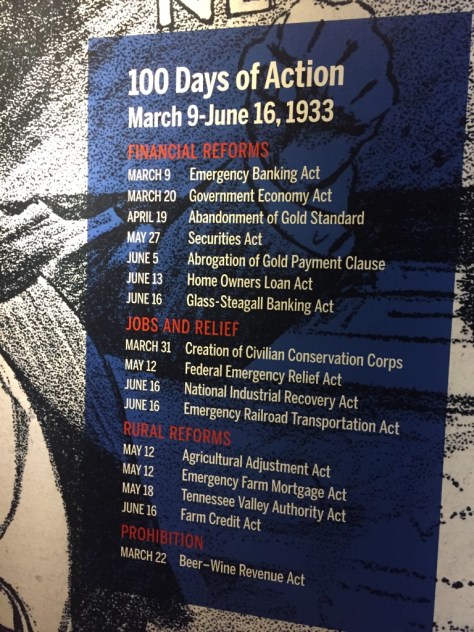 100 Days of Action
March 9-June 16, 1933
FINANCIAL REFORMS
MARCH 9 Emergency Banking Act
MARCH 20 Government Economy Act
APRIL 19 Abandonment of Gold Standard
MAY 27 Securities Act
JUNE 5 Abrogation of Gold Payment Clause
JUNE 13 Home Owners Loan Act
JUNE 16 Glass-Steagall Banking Act
JOBS AND RELIEF
MARCH 31 Creation of Civilian Conservation Corps
MAY 12 Federal Emergency Relief Act
JUNE 16 National Industrial Recovery Act
JUNE 16 Emergency Railroad Transportation Act
RURAL REFORMS
MAY 12 Agricultural Adjustment Act
MAY 12 Emergency Farm Mortgage Act
MAY 18 Tennessee Valley Authority Act
JUNE 16 Farm Credit Act
PROHIBITION
MARCH 22 Beer–Wine Revenue Act